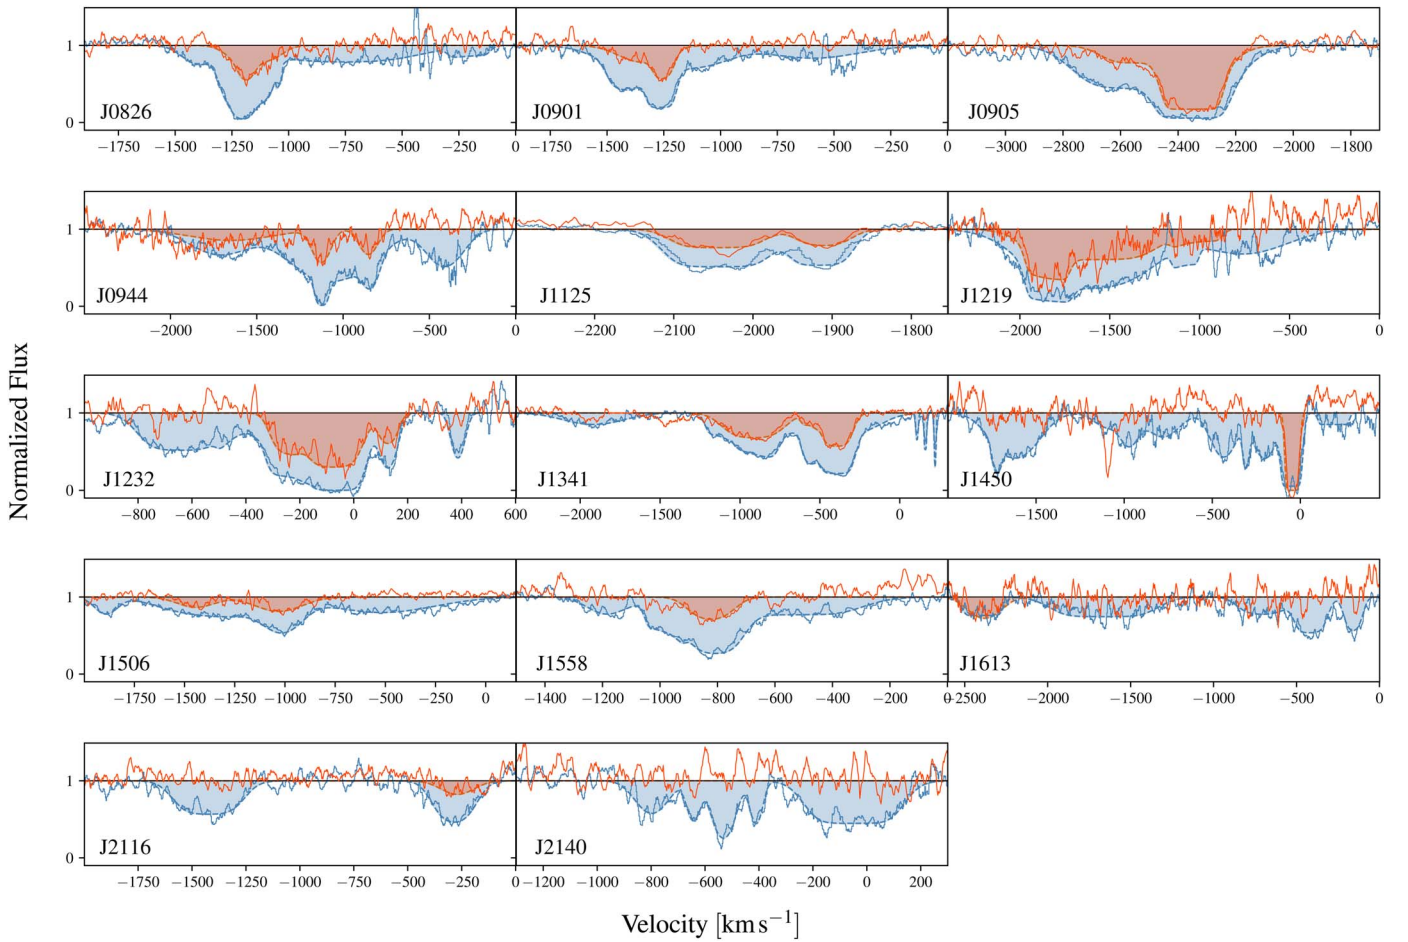 1
0
J0826
J0901
J0905
−1750 −1500 −1250 −1000 −750 −500 −250
−1750 −1500 −1250 −1000 −750 −500 −250 0
−3000 −2800 −2600 −2400 −2200 −2000 −1800
1
0
J0944
J1125
J1219
−2000 −1500 −1000 −500 0
−2200 −2100 −2000 −1900 −1800
−2000 −1500 −1000 −500 0
Normalized Flux
1
0
J1232
J1341
J1450
−800 −600 −400 −200 0 200 400 600
−2000 −1500 −1000 −500 0
−1500 −1000 −500 0
1
0
J1506
J1558
J1613
−1750 −1500 −1250 −1000 −750 −500 −250 0
−1400 −1200 −1000 −800 −600 −400 −200 0
−2500 −2000 −1500 −1000 −500 0
1
0
J2116
J2140
−1750 −1500 −1250 −1000 −750 −500 −250 0
−1200 −1000 −800 −600 −400 −200 0 200
Velocity [km s−1]